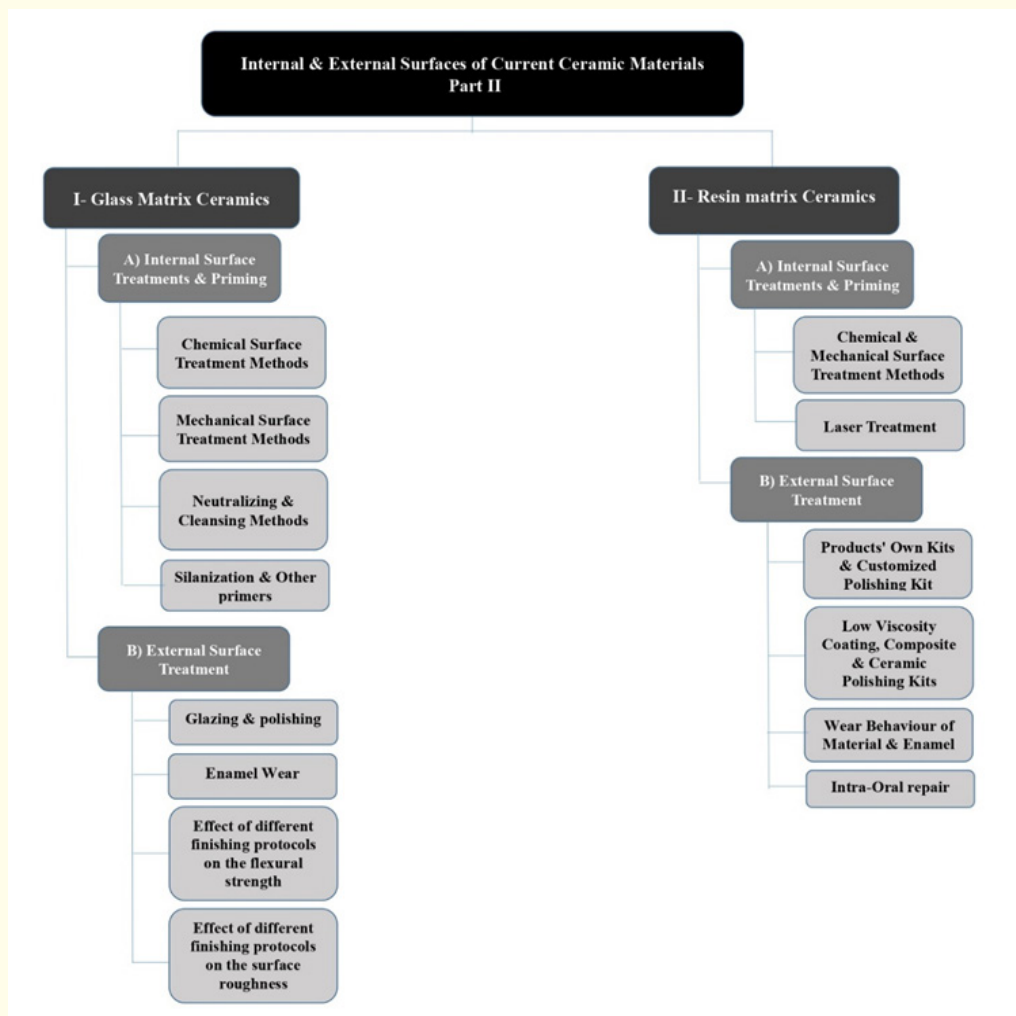 Internal & External Surfaces of Current Ceramic Materials
Part II
I- Glass Matrix Ceramics
A) Internal Surface
Treatments & Priming
Chemical Surface
Treatment Methods
Mechanical Surface
Treatment Methods
Neutralizing &
Cleansing Methods
Silanization & Other
primers
B) External Surface
Treatment
Glazing & polishing
Enamel Wear
Effect of different
finishing protocols
on the flexural
strength
Effect of different
finishing protocols
on the surface
roughness
II- Resin matrix Ceramics
A) Internal Surface
Treatments & Priming
Chemical &
Mechanical Surface
Treatment Methods
Laser Treatment
B) External Surface
Treatment
Products' Own Kits
& Customized
Polishing Kit
Low Viscosity
Coating, Composite
& Ceramic
Polishing Kits
Wear Behaviour of
Material & Enamel
Intra-Oral repair